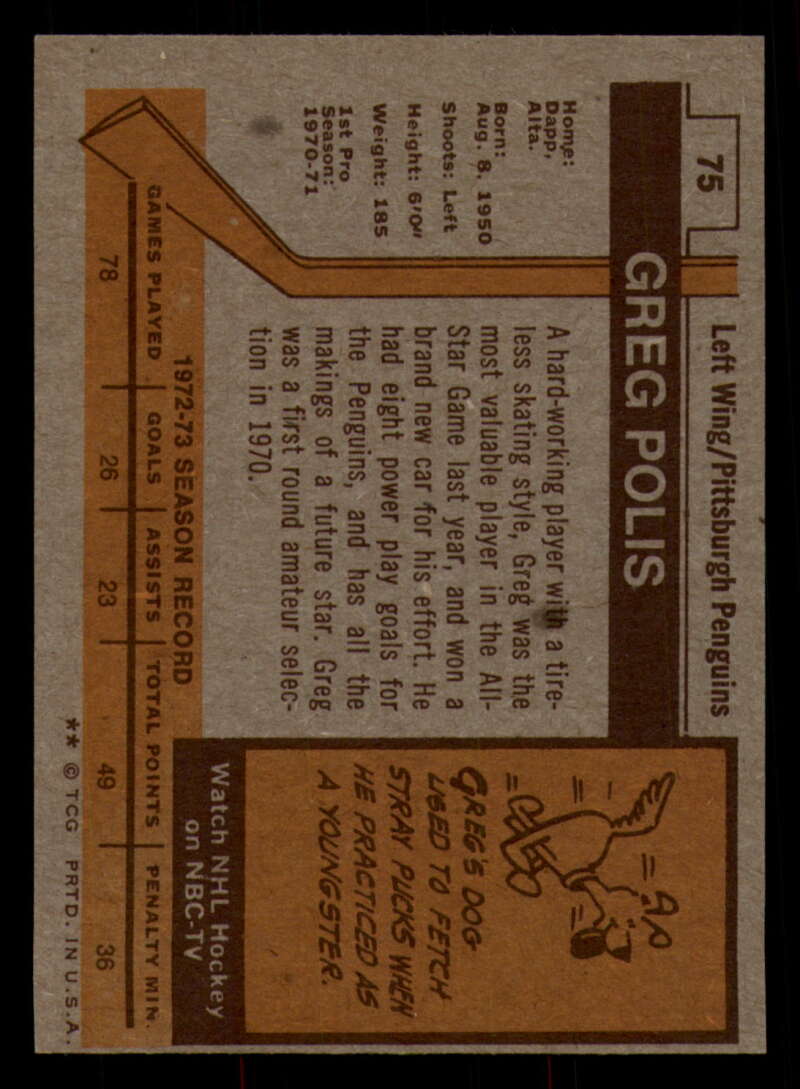 75
Left Wing/Pittsburgh Penguins
GREG POLIS
Home:
Dapp,
Alta.
Born:
Aug. 8, 1950
Shoots: Left
Height: 6'0"
Weight: 185
1st Pro
Season:
1970-71
A hard-working player with a tire-
less skating style, Greg was the
most valuable player in the All-
Star Game last year, and won a
brand new car for his effort. He
had eight power play goals for
the Penguins, and has all the
makings of a future star. Greg
was a first round amateur selec-
tion in 1970.
GREG'S DOG
USED TO FETCH
STRAY PUCKS WHEN
HE PRACTICED AS
A YOUNGSTER.
Watch NHL Hockey
on NBC-TV
1972-73 SEASON RECORD
GAMES PLAYED GOALS ASSISTS TOTAL POINTS PENALTY MIN.
78 26 23 49 36
** © TCG PRTD. IN U.S.A.